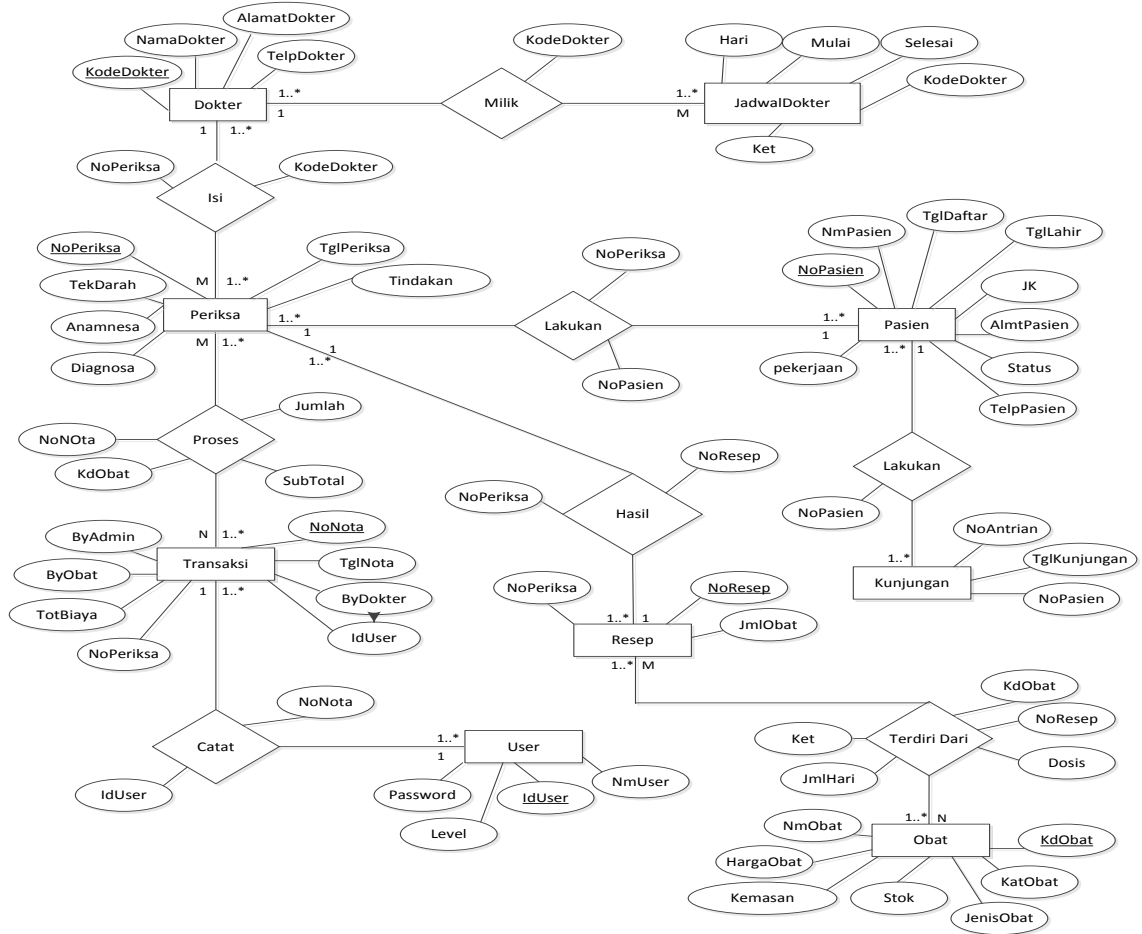 AlamatDokter
NamaDokter
KodeDokter
TelpDokter
Dokter
1..*
1
1 1..*
KodeDokter
Milik
1..*
M
Hari
Mulai
Selesai
KodeDokter
JadwalDokter
Ket
NoPeriksa
KodeDokter
Isi
NoPeriksa
TglPeriksa
TekDarah
Tindakan
M 1..*
Anamnesa
Periksa
Diagnosa
M 1..*
1..*
1
1
1..*
NoPeriksa
Lakukan
NoPasien
1..*
1
NmPasien
TglDaftar
TglLahir
NoPasien
JK
Pasien
AlmtPasien
pekerjaan
Status
TelpPasien
1..* 1
Jumlah
Proses
NoNOta
KdObat
SubTotal
NoResep
NoPeriksa
Hasil
Lakukan
NoPasien
NoAntrian
TglKunjungan
NoPasien
1..*
Kunjungan
N 1..*
NoNota
ByAdmin
Transaksi
TglNota
ByObat
ByDokter
TotBiaya
IdUser
NoPeriksa
1 1..*
NoPeriksa
NoResep
JmlObat
1..* 1
Resep
1..* M
NoNota
Catat
IdUser
1..*
1
User
Password
IdUser
NmUser
Level
KdObat
NoResep
Ket
Terdiri Dari
JmlHari
Dosis
1..* N
NmObat
Obat
KdObat
HargaObat
KatObat
Kemasan
Stok
JenisObat